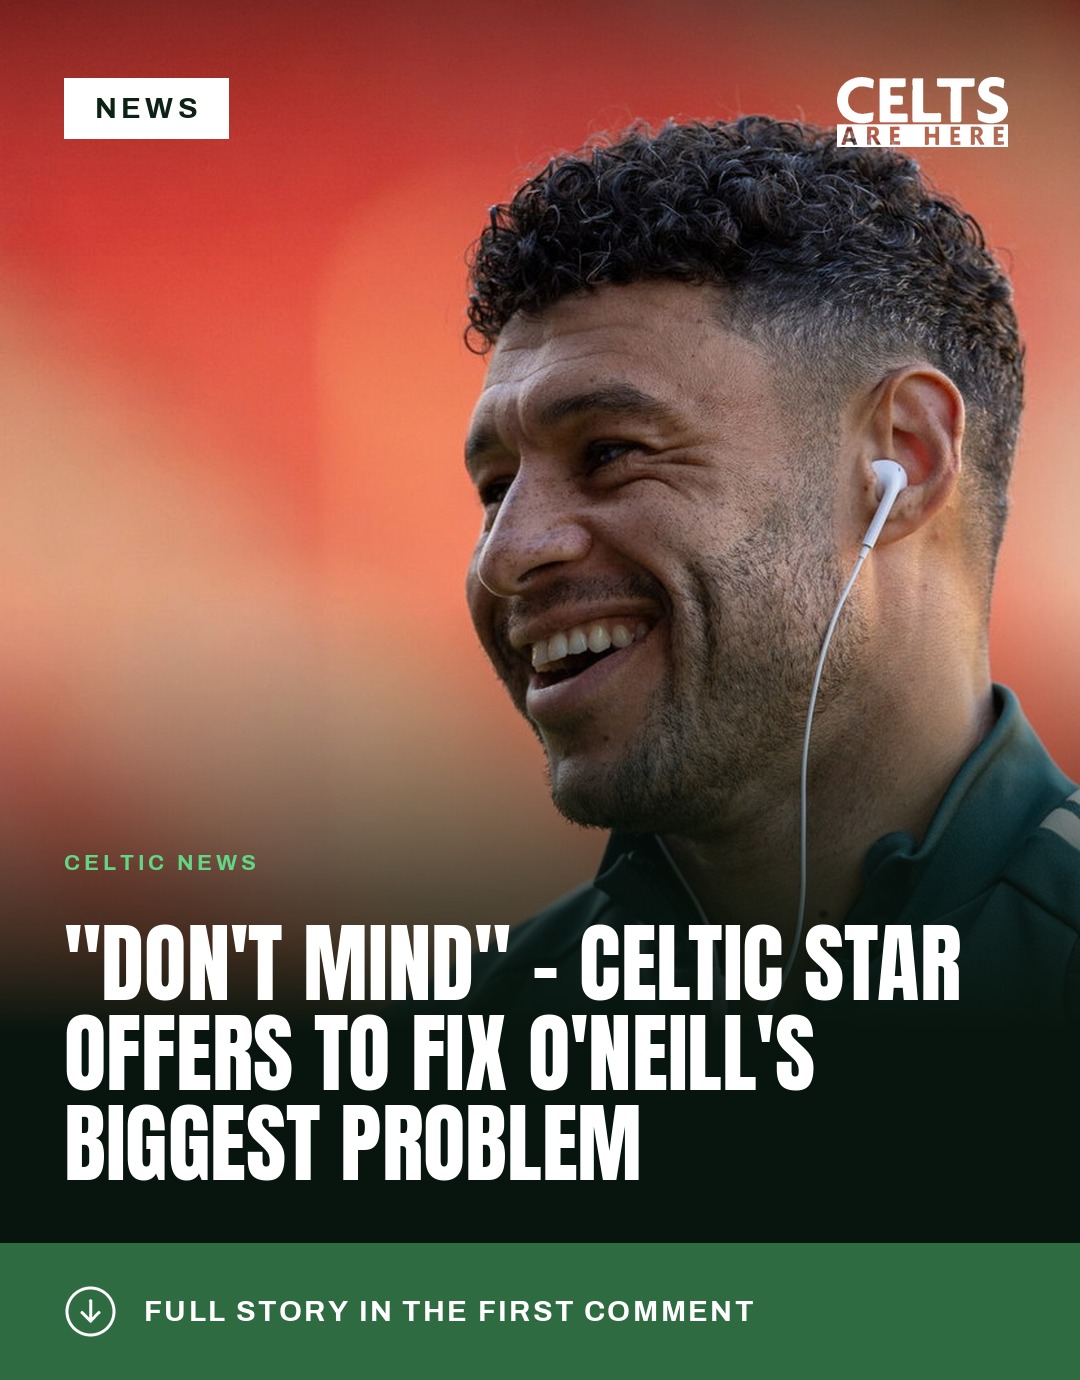 NEWS
CELTS
ARE HERE
CELTIC NEWS
"DON'T MIND" - CELTIC STAR
OFFERS TO FIX O'NEILL'S
BIGGEST PROBLEM
FULL STORY IN THE FIRST COMMENT